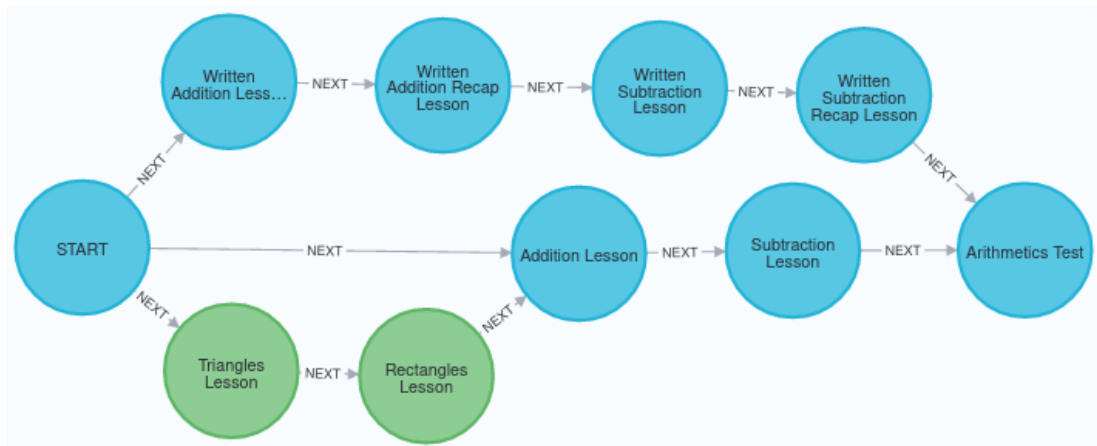 Written
Addition Less...
NEXT
Written
Addition Recap
Lesson
NEXT
Written
Subtraction
Lesson
NEXT
Written
Subtraction
Recap Lesson
NEXT
NEXT
START
NEXT
Addition Lesson
NEXT
Subtraction
Lesson
NEXT
Arithmetics Test
NEXT
Triangles
Lesson
NEXT
Rectangles
Lesson
NEXT